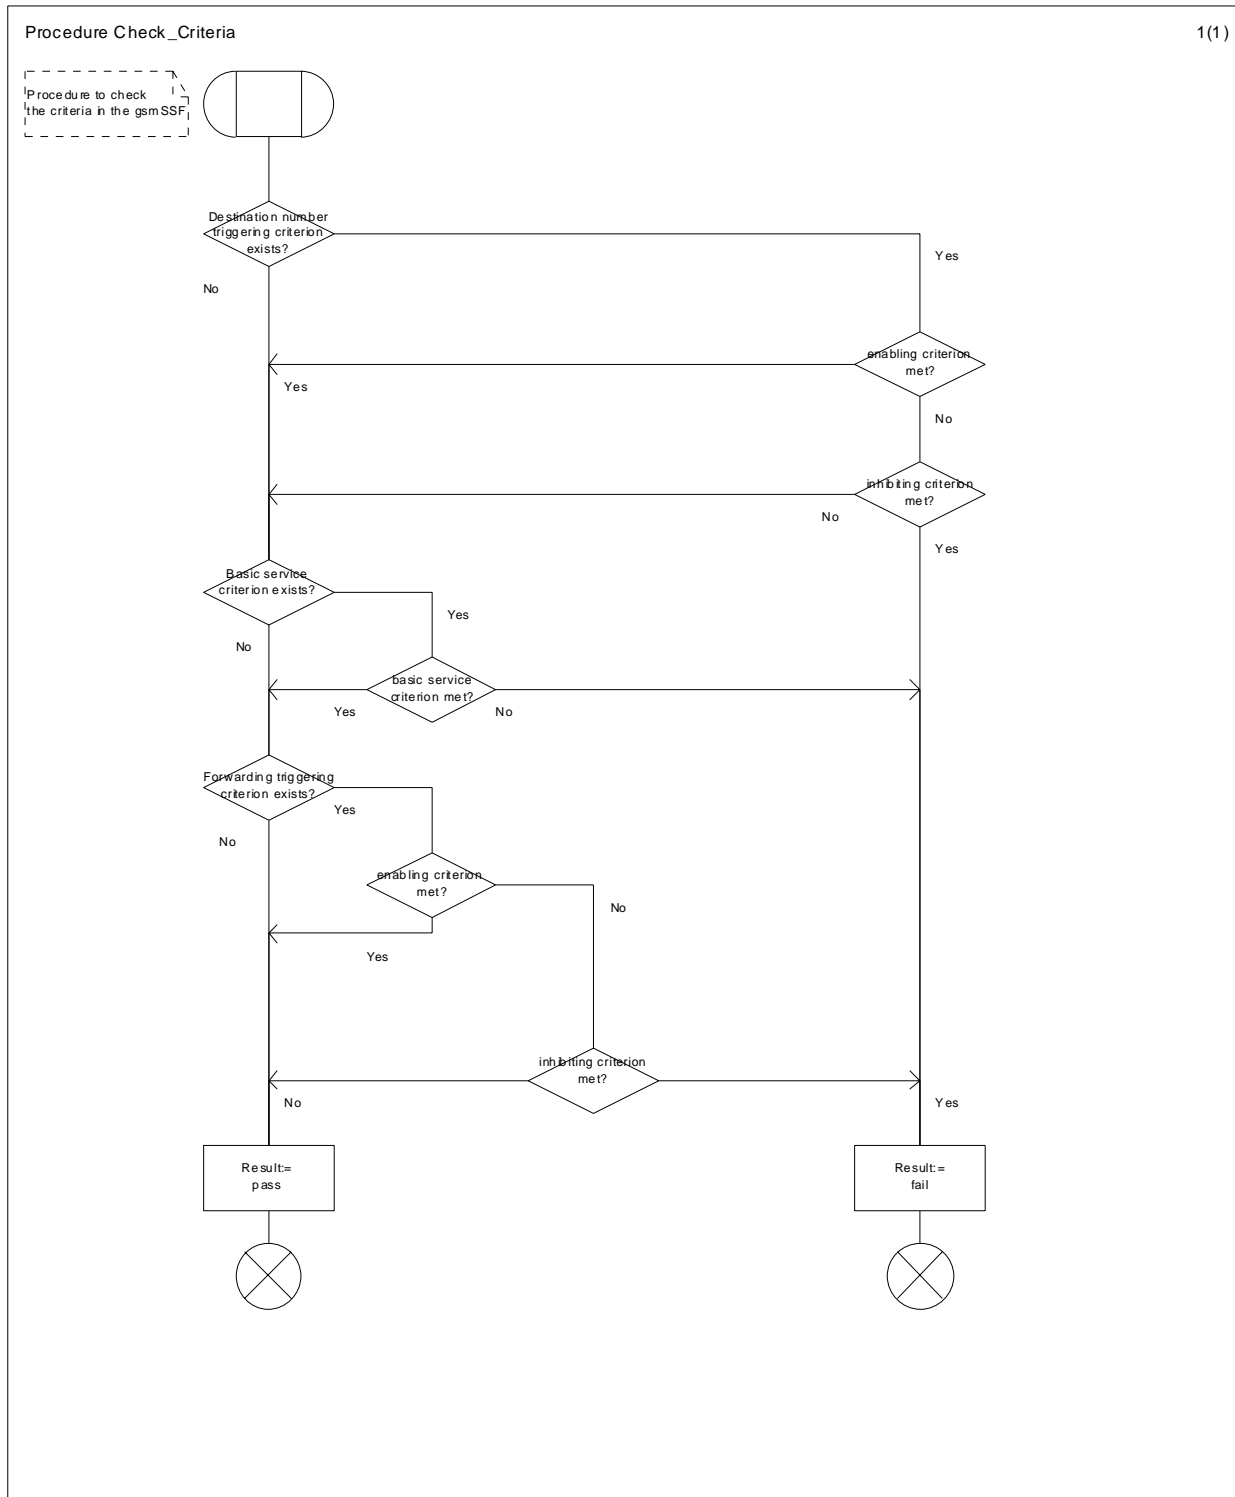 Procedure Check_Criteria
1(1)
Procedure to check
the criteria in the gsmSSF
Destination number
triggering criterion
exists?
Yes
No
enabling criterion
met?
Yes
No
inhibiting criterion
met?
No
Yes
Basic service
criterion exists?
Yes
No
basic service
criterion met?
Yes
No
Forwarding triggering
criterion exists?
Yes
No
enabling criterion
met?
No
Yes
inhibiting criterion
met?
No
Yes
Result:=
pass
Result:=
fail